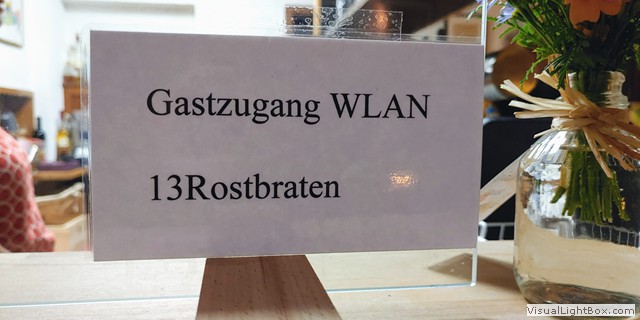 Gastzugang WLAN
13Rostbraten
VisualLightBox.com